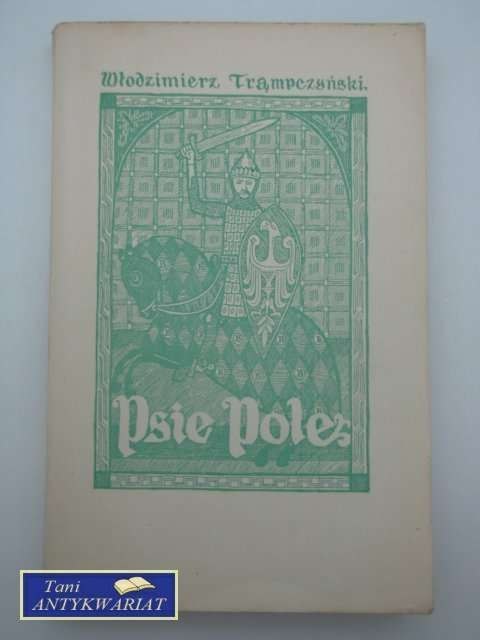 Włodzimierz Trąmpczyński.
Psie Pole
Tani
ANTYKWARIAT